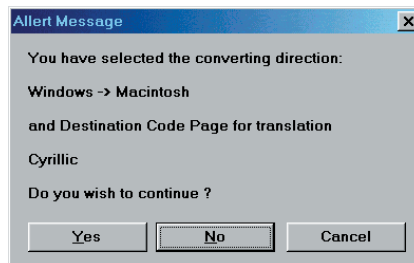 Allert Message
You have selected the converting direction:
Windows -> Macintosh
and Destination Code Page for translation
Cyrillic
Do you wish to continue ?
Yes No Cancel